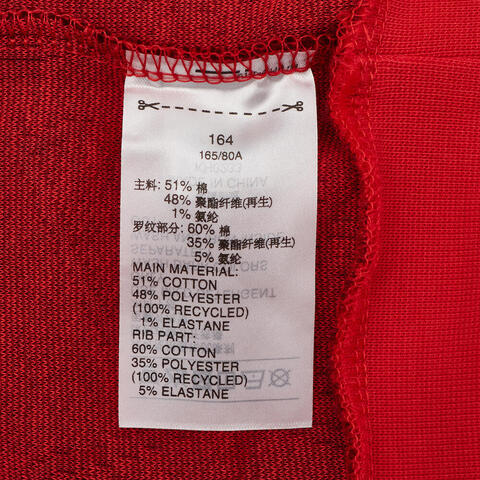 164
165/80A
主料: 51% 棉
48% 聚酯纤维(再生)
1% 氨纶
罗纹部分: 60% 棉
35% 聚酯纤维(再生)
5% 氨纶
MAIN MATERIAL:
51% COTTON
48% POLYESTER
(100% RECYCLED)
1% ELASTANE
RIB PART:
60% COTTON
35% POLYESTER
(100% RECYCLED)
5% ELASTANE